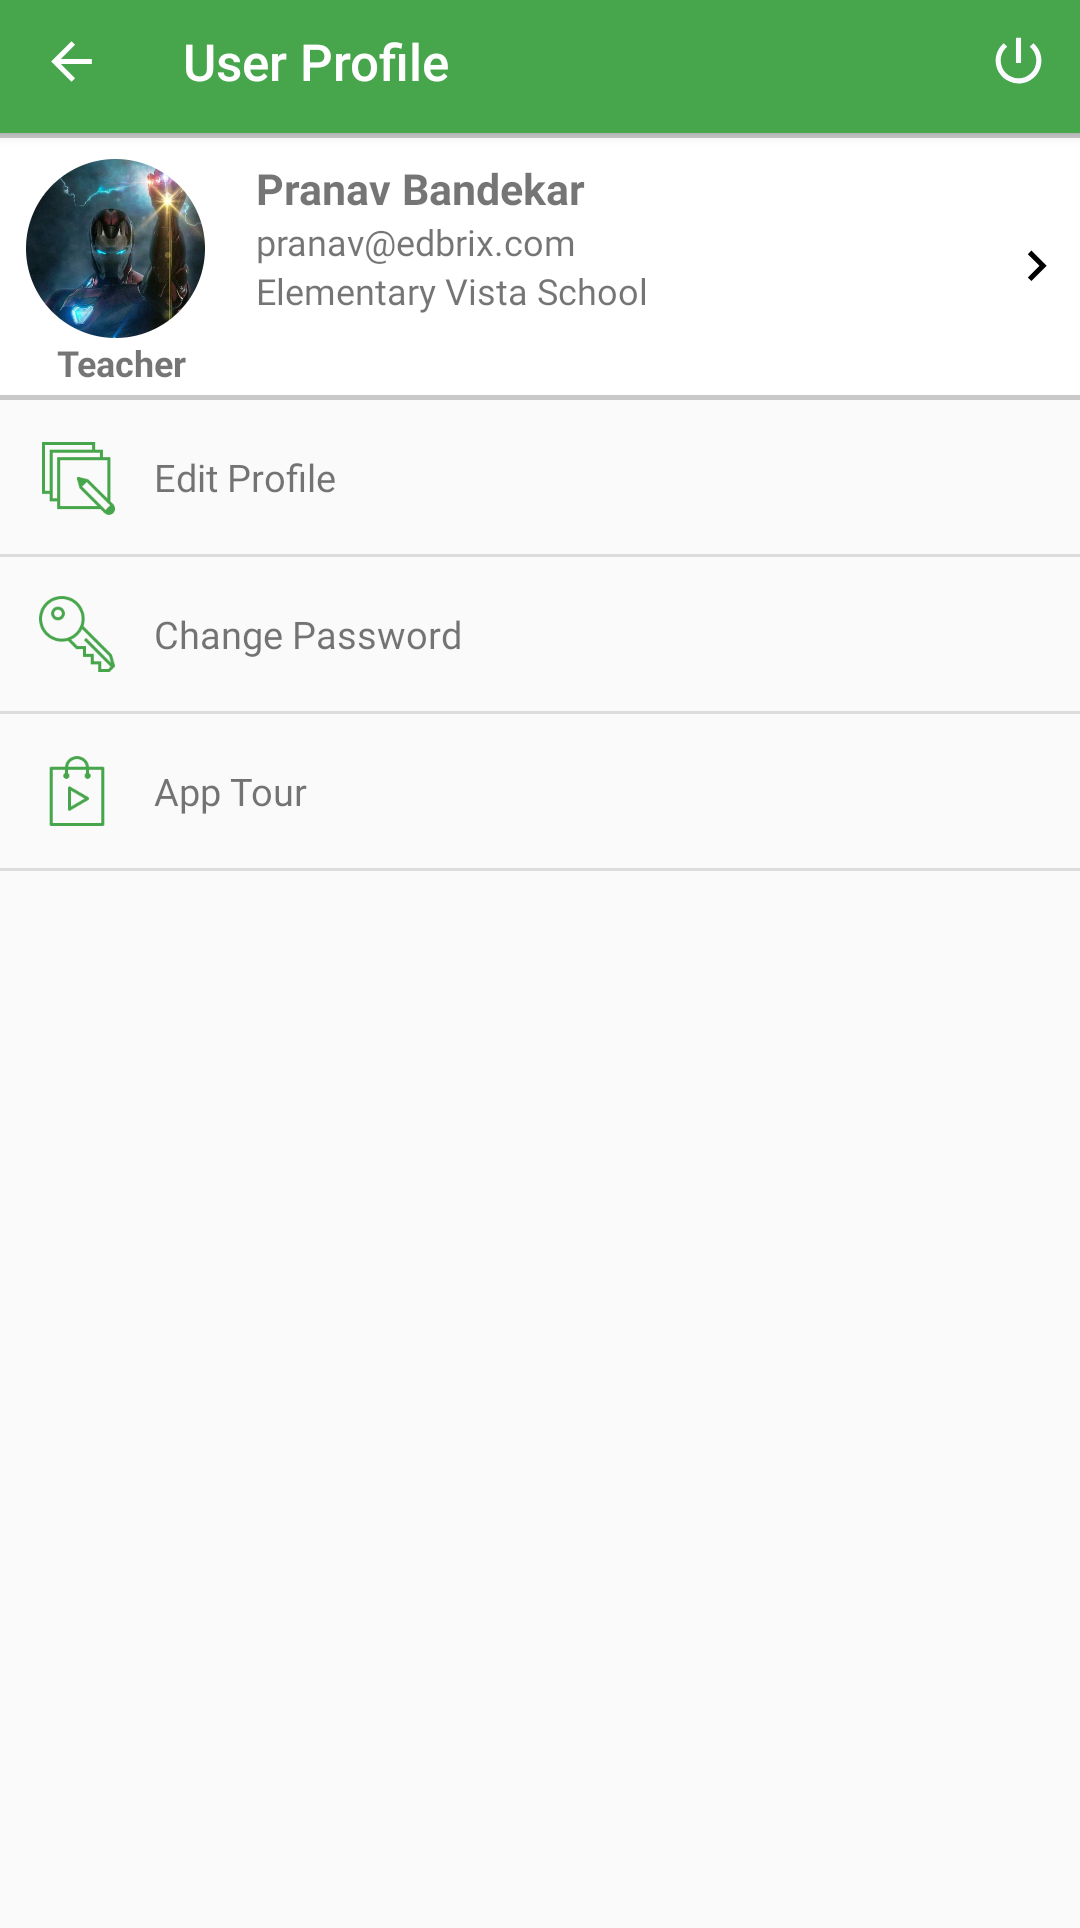 User Profile
Pranav Bandekar
pranav@edbrix.com
Elementary Vista School
Teacher
Edit Profile
Change Password
App Tour